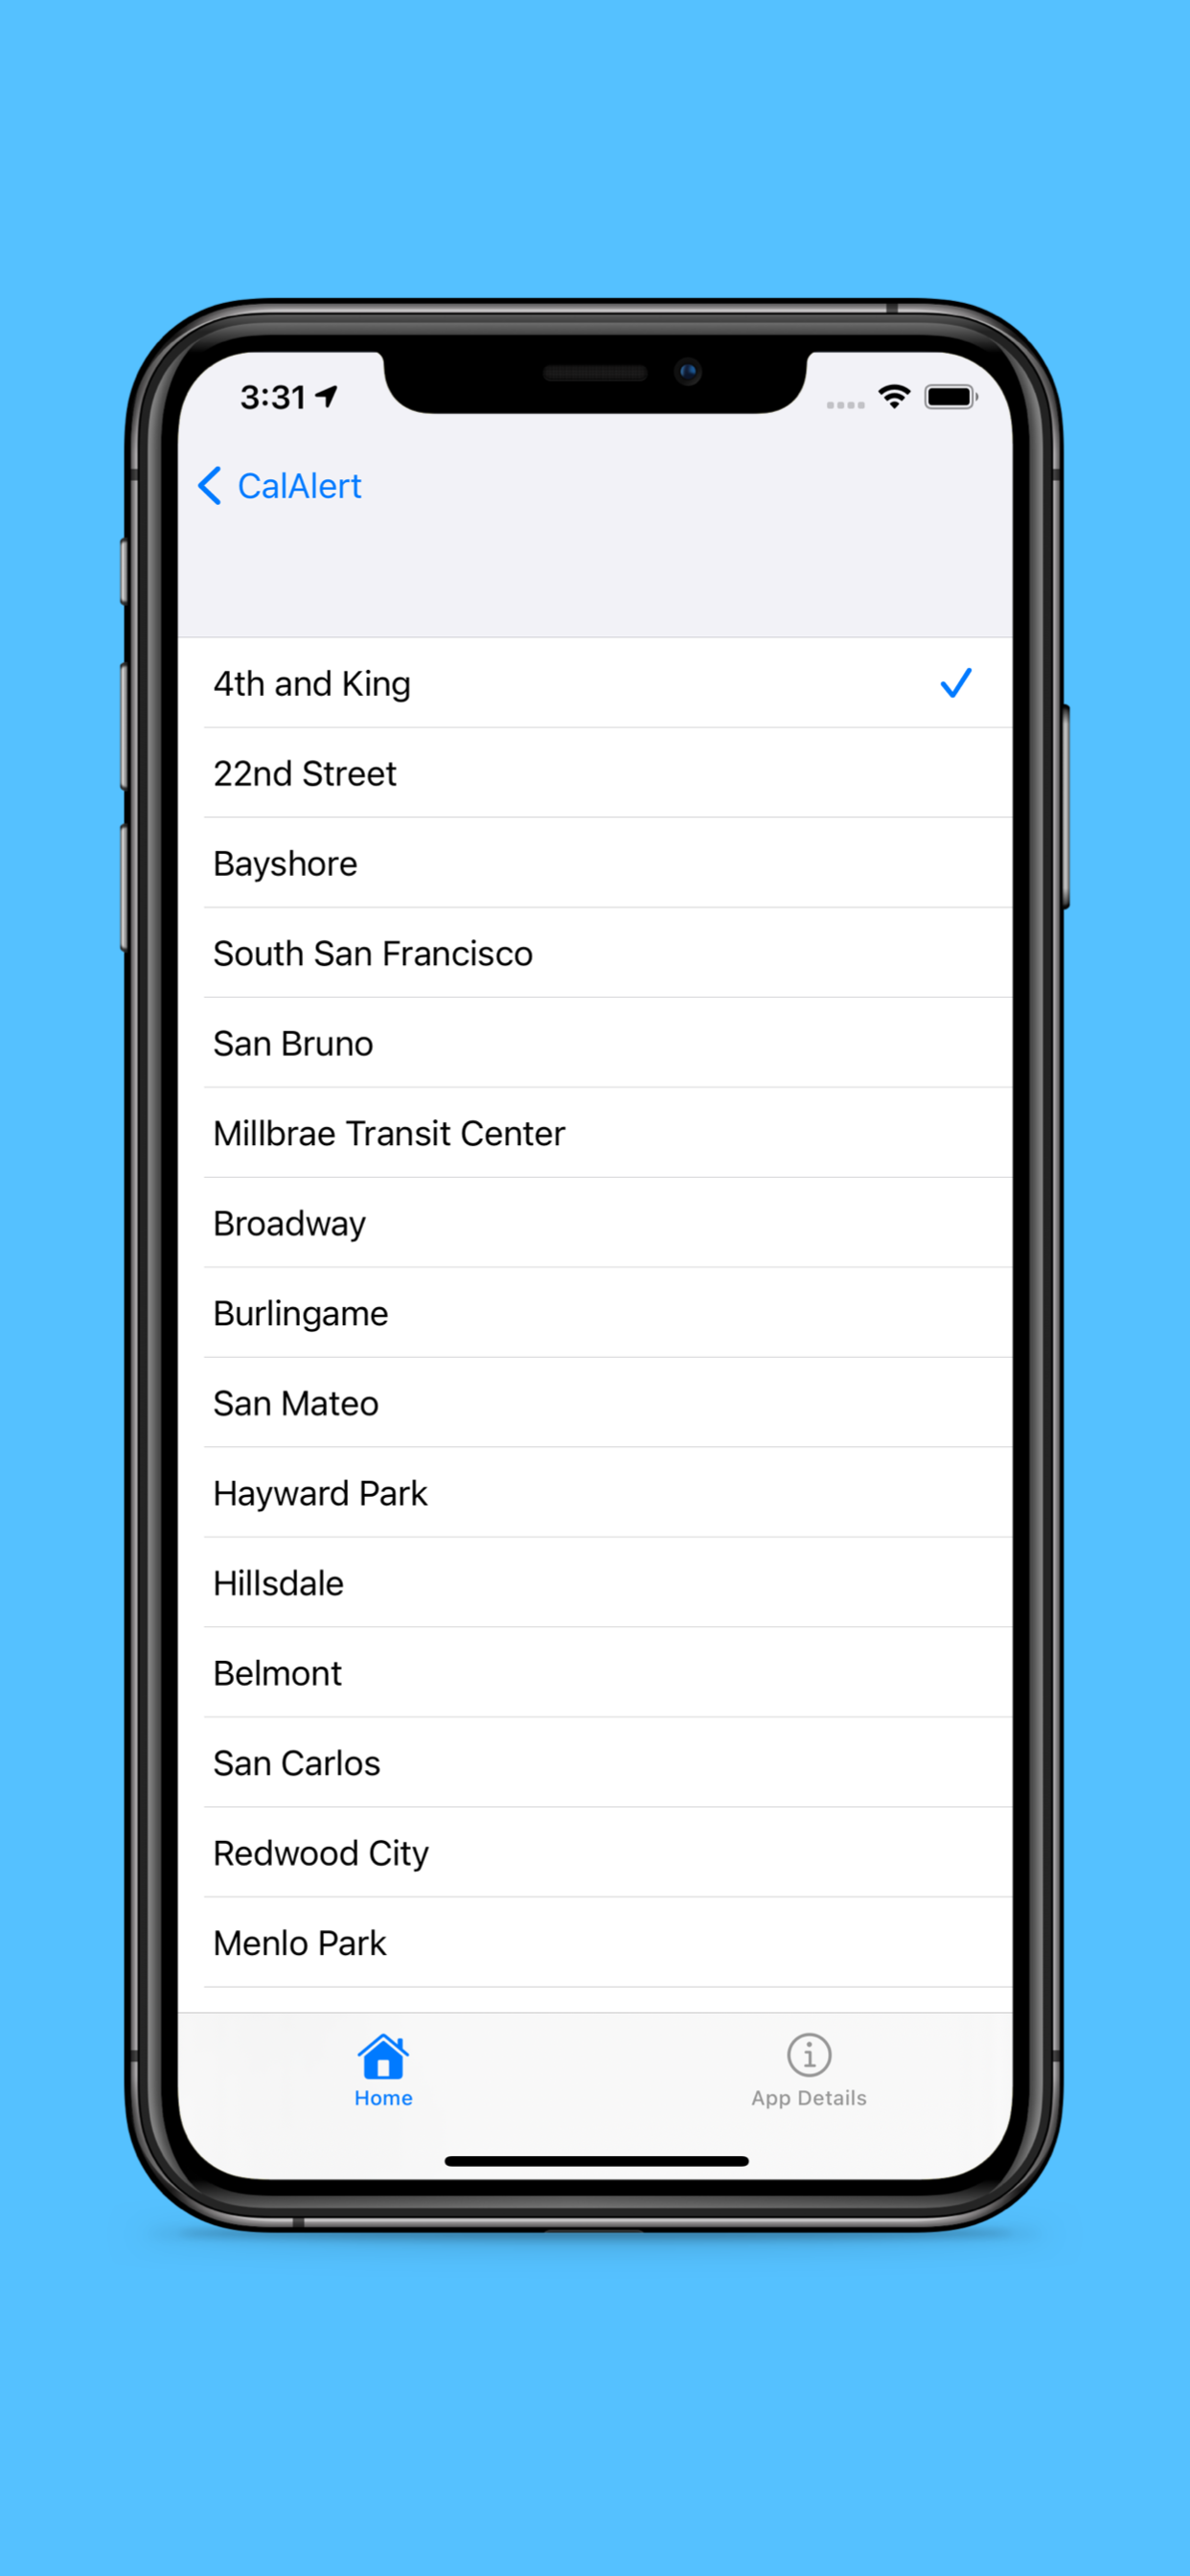 3:31
CalAlert
4th and King
22nd Street
Bayshore
South San Francisco
San Bruno
Millbrae Transit Center
Broadway
Burlingame
San Mateo
Hayward Park
Hillsdale
Belmont
San Carlos
Redwood City
Menlo Park
Home
App Details